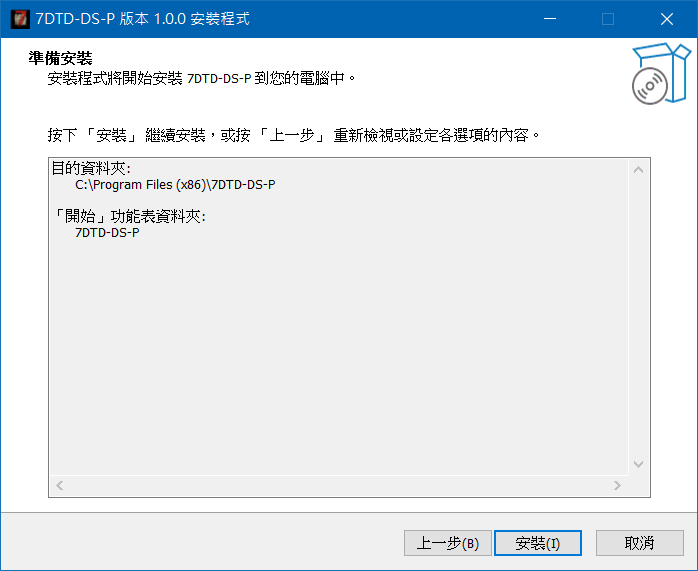 7DTD-DS-P 版本 1.0.0 安裝程式
準備安裝
安裝程式將開始安裝 7DTD-DS-P 到您的電腦中。
按下 「安裝」 繼續安裝，或按 「上一步」 重新檢視或設定各選項的內容。
目的資料夾:
C:\Program Files (x86)\7DTD-DS-P
「開始」功能表資料夾:
7DTD-DS-P
上一步(B) 安裝(I) 取消